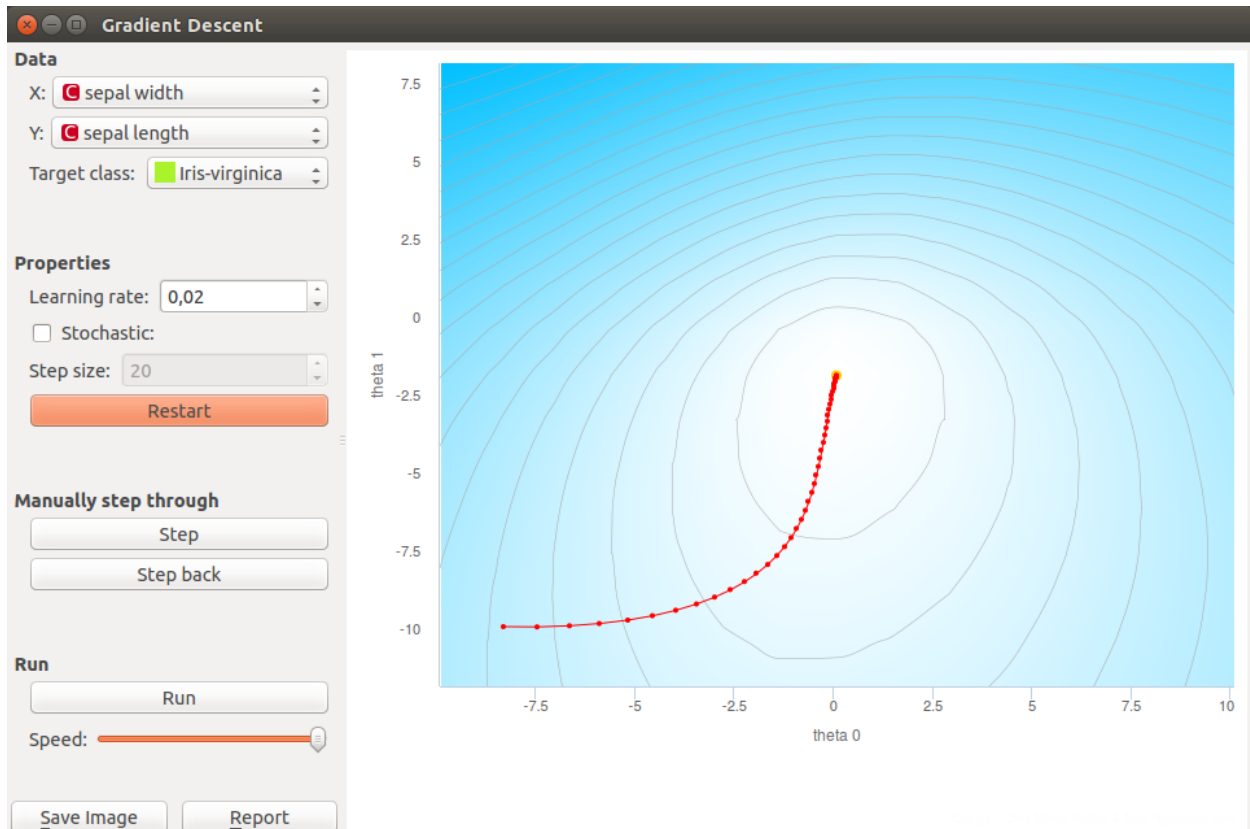 Gradient Descent
Data
X: C sepal width
Y: C sepal length
Target class: Iris-virginica
Properties
Learning rate: 0,02
Stochastic:
Step size: 20
Restart
Manually step through
Step
Step back
Run
Run
Speed:
Save Image Report
7.5
5
2.5
0
-2.5
-5
-7.5
-10
theta 1
-7.5 -5 -2.5 0 2.5 5 7.5 10
theta 0